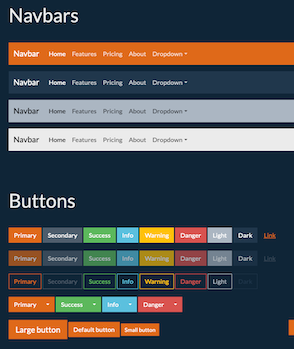 Navbars
Navbar Home Features Pricing About Dropdown
Navbar Home Features Pricing About Dropdown
Navbar Home Features Pricing About Dropdown
Navbar Home Features Pricing About Dropdown
Buttons
Primary Secondary Success Info Warning Danger Light Dark Link
Primary Secondary Success Info Warning Danger Light Dark Link
Primary Secondary Success Info Warning Danger Light Dark
Primary Success Info Danger
Large button Default button Small button